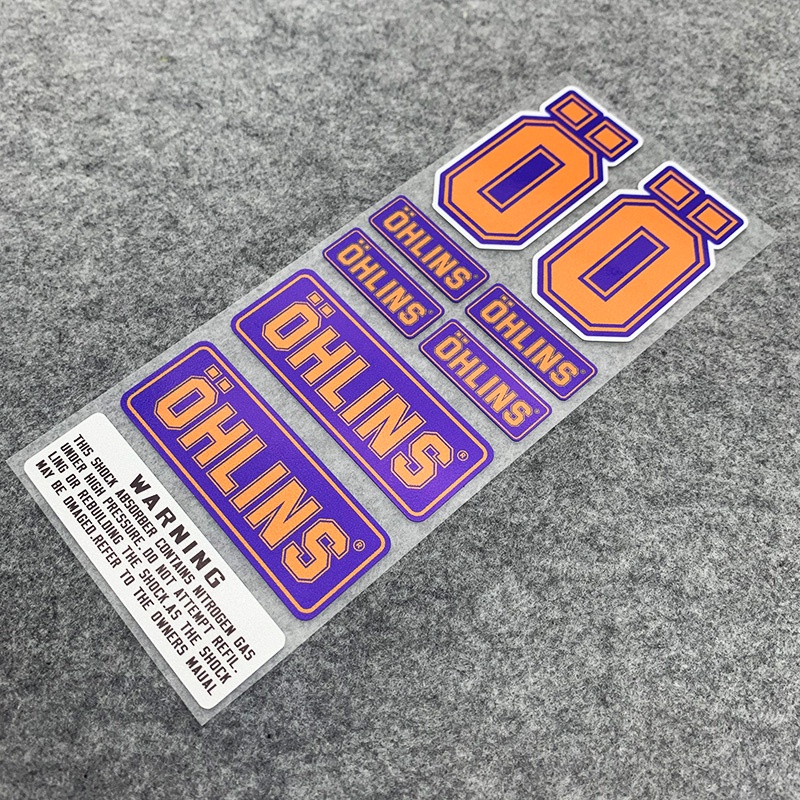 Ö
Ö
ÖHLINS
ÖHLINS
ÖHLINS
ÖHLINS
ÖHLINS®
ÖHLINS®
WARNING
THIS SHOCK ABSORBER CONTAINS NITROGEN GAS
UNDER HIGH PRESSURE. DO NOT ATTEMPT REFIL.
LING OR REBUILDING THE SHOCK.AS THE SHOCK
MAY BE DMAGED.REFER TO THE OWNERS MAUAL